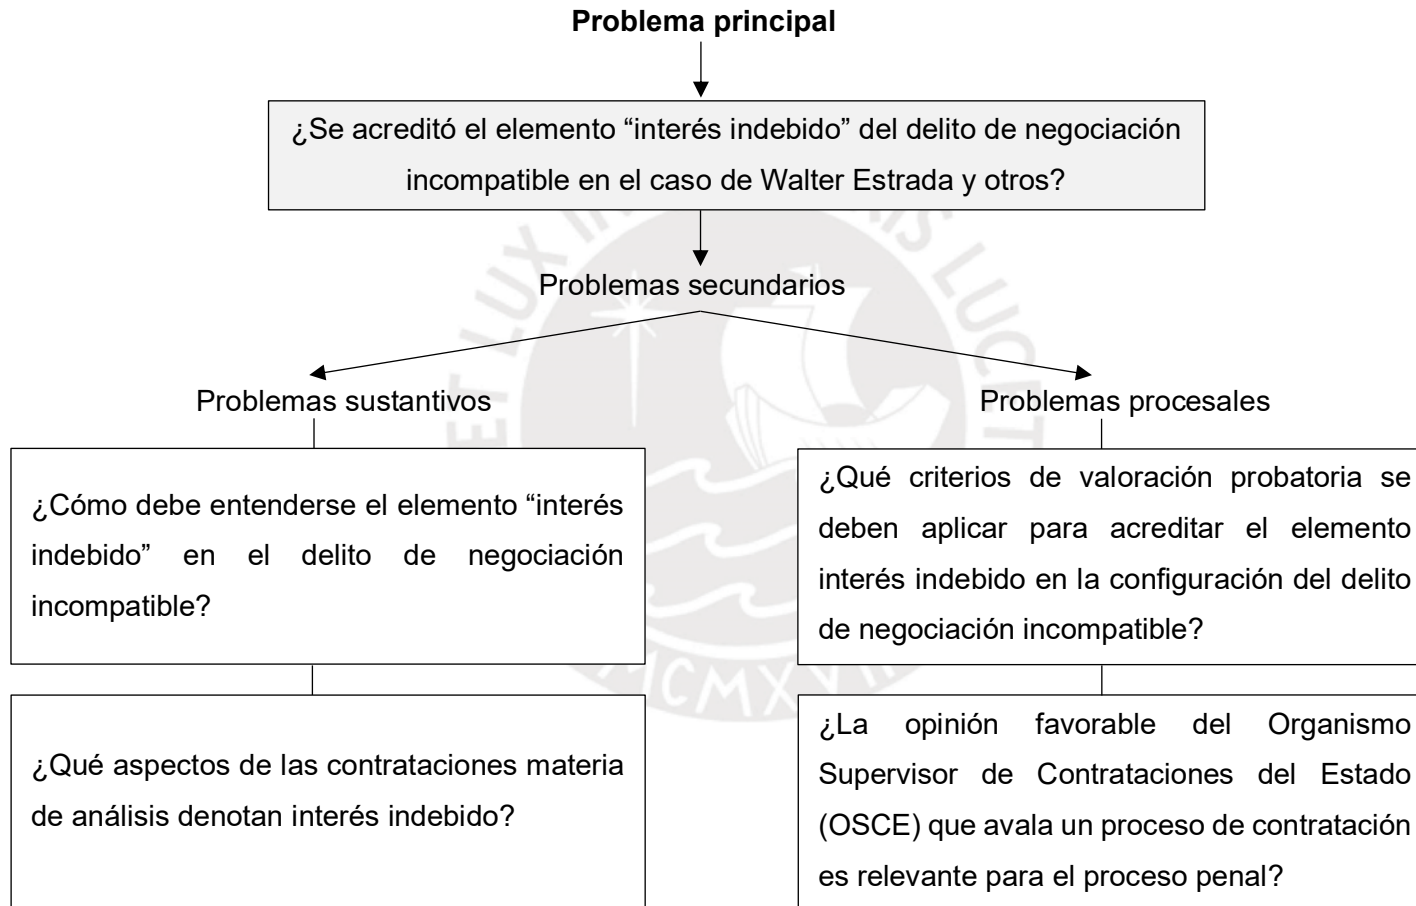 Problema principal
¿Se acreditó el elemento “interés indebido” del delito de negociación
incompatible en el caso de Walter Estrada y otros?
Problemas secundarios
Problemas sustantivos
¿Cómo debe entenderse el elemento “interés
indebido” en el delito de negociación
incompatible?
¿Qué aspectos de las contrataciones materia
de análisis denotan interés indebido?
Problemas procesales
¿Qué criterios de valoración probatoria se
deben aplicar para acreditar el elemento
interés indebido en la configuración del delito
de negociación incompatible?
¿La opinión favorable del Organismo
Supervisor de Contrataciones del Estado
(OSCE) que avala un proceso de contratación
es relevante para el proceso penal?
ET LUX IN
LUCET
MCMXVII